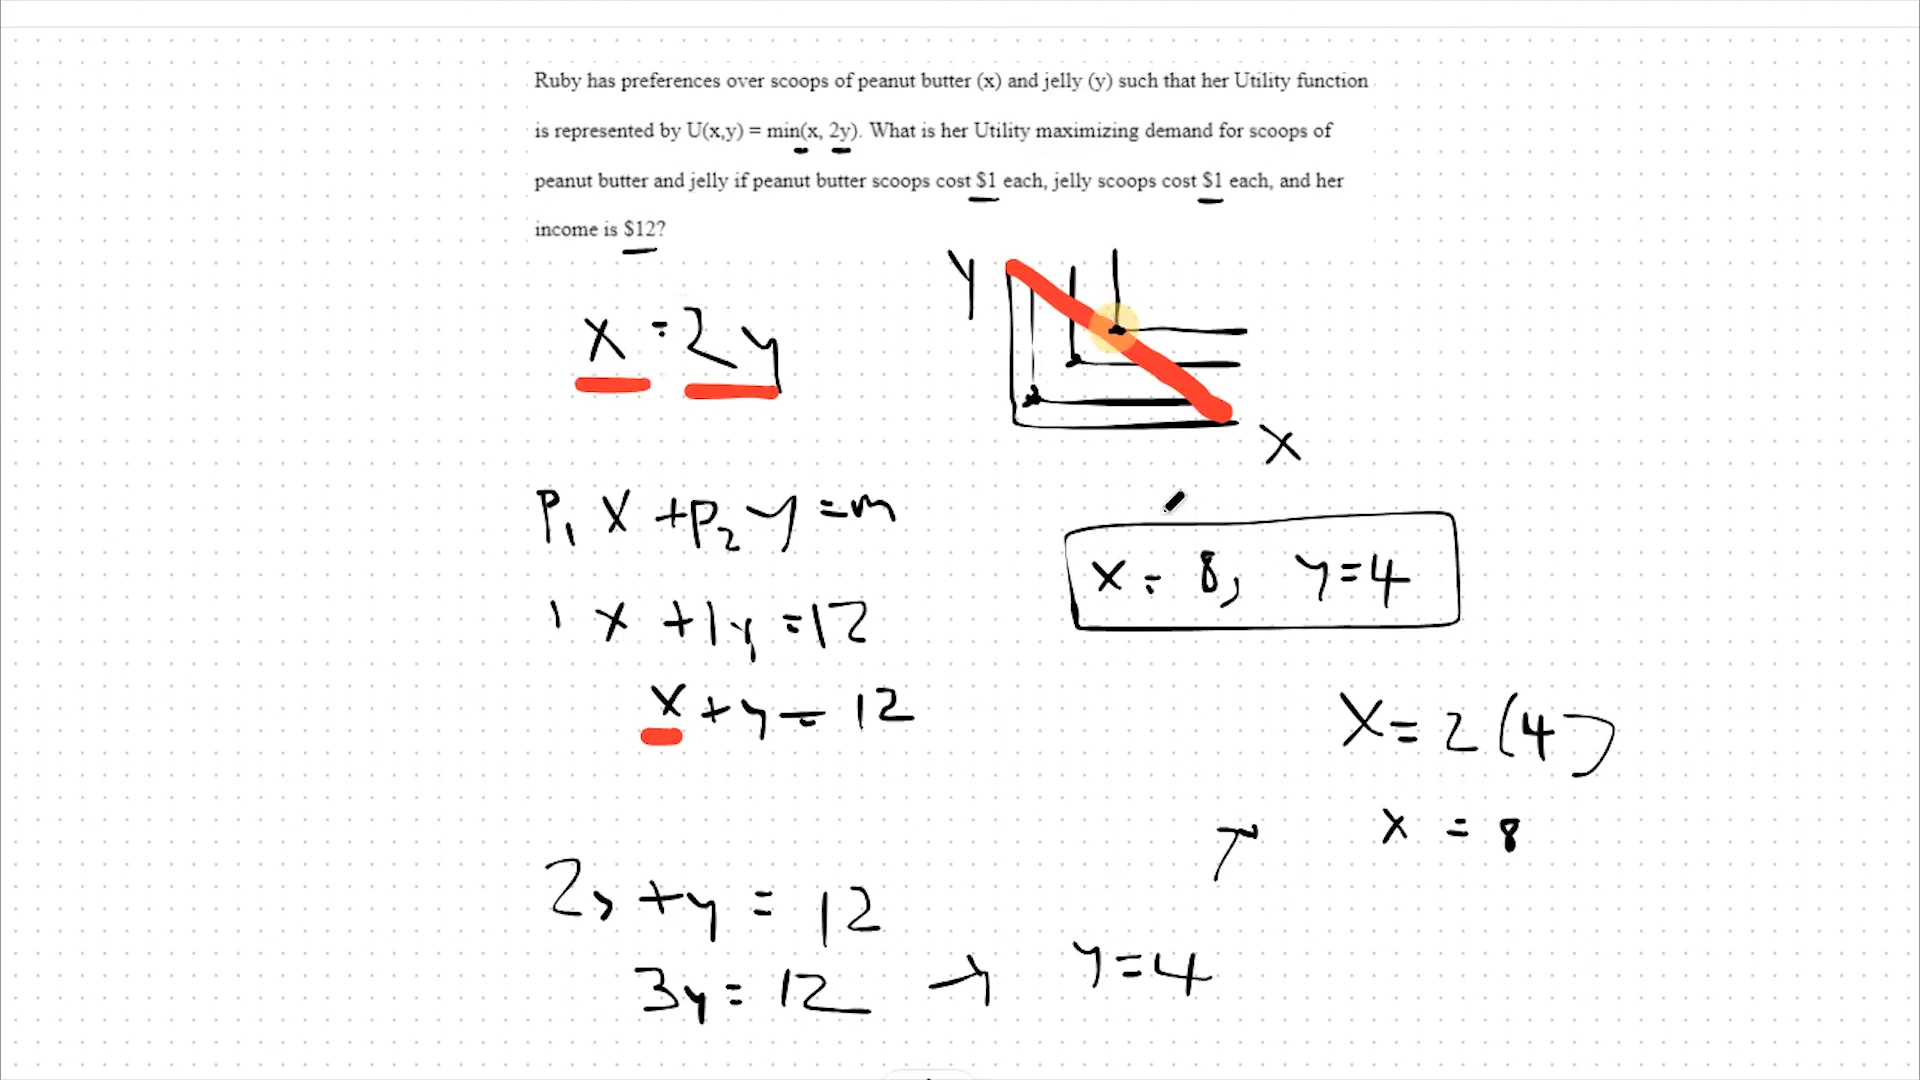 Ruby has preferences over scoops of peanut butter (x) and jelly (y) such that her Utility function
is represented by U(x,y) = min(x, 2y). What is her Utility maximizing demand for scoops of
peanut butter and jelly if peanut butter scoops cost $1 each, jelly scoops cost $1 each, and her
income is $12?
x = 2y
y
x
P₁ x + P₂ y = m
1 x + 1y = 12
x + y = 12
x = 8, y = 4
x = 2(4)
x = 8
2y + y = 12
3y = 12 → y = 4